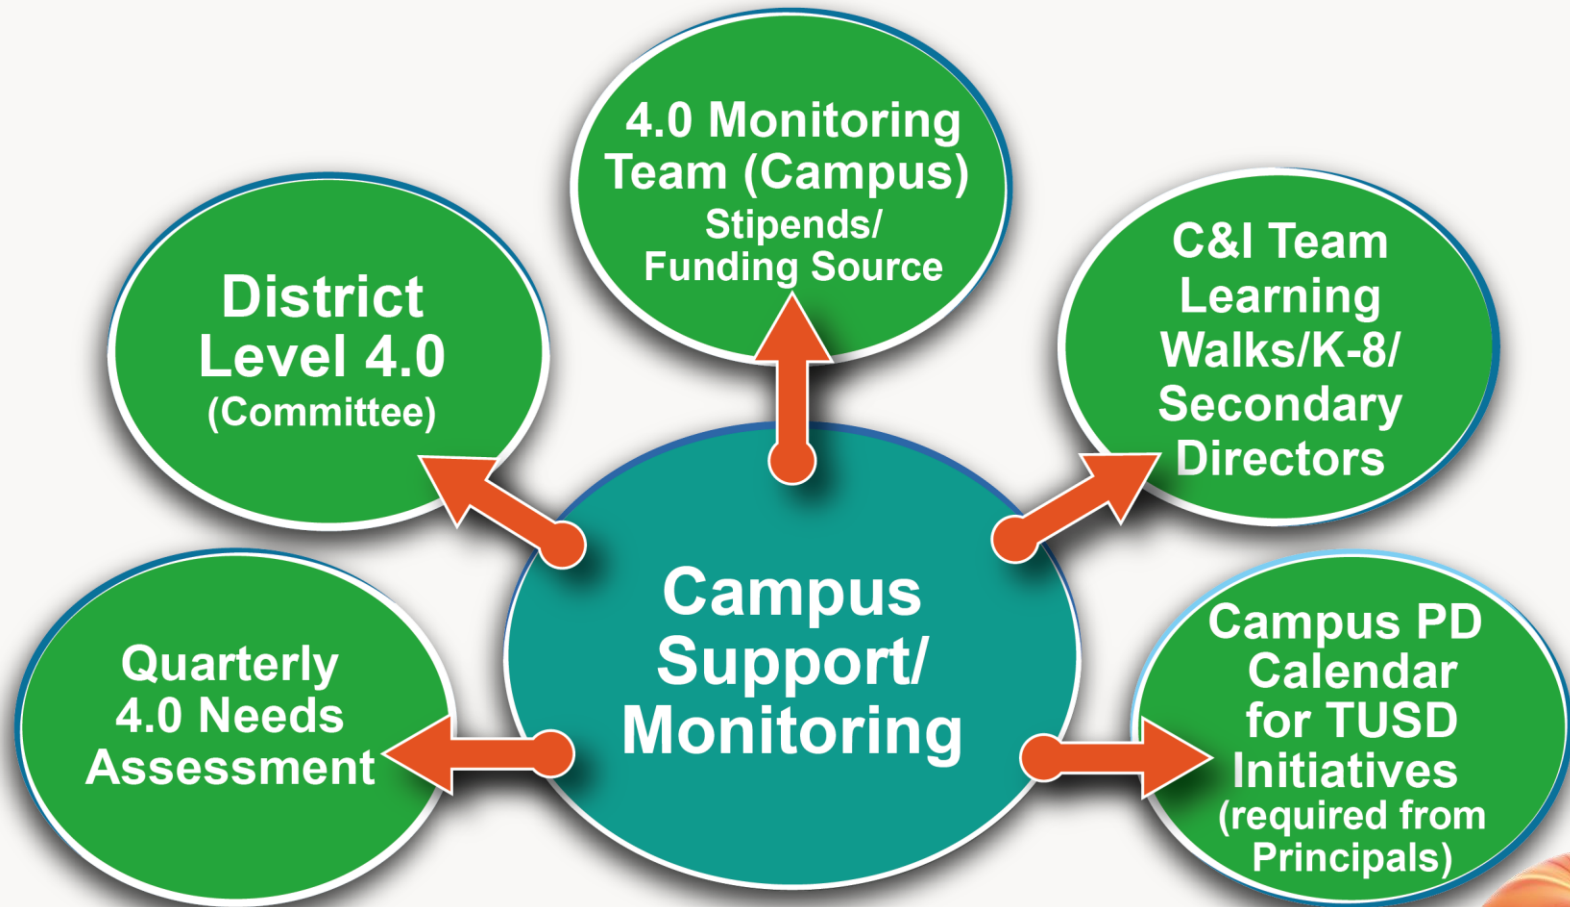 4.0 Monitoring
Team (Campus)
Stipends/
Funding Source
District
Level 4.0
(Committee)
C&I Team
Learning
Walks/K-8/
Secondary
Directors
Quarterly
4.0 Needs
Assessment
Campus
Support/
Monitoring
Campus PD
Calendar
for TUSD
Initiatives
(required from
Principals)